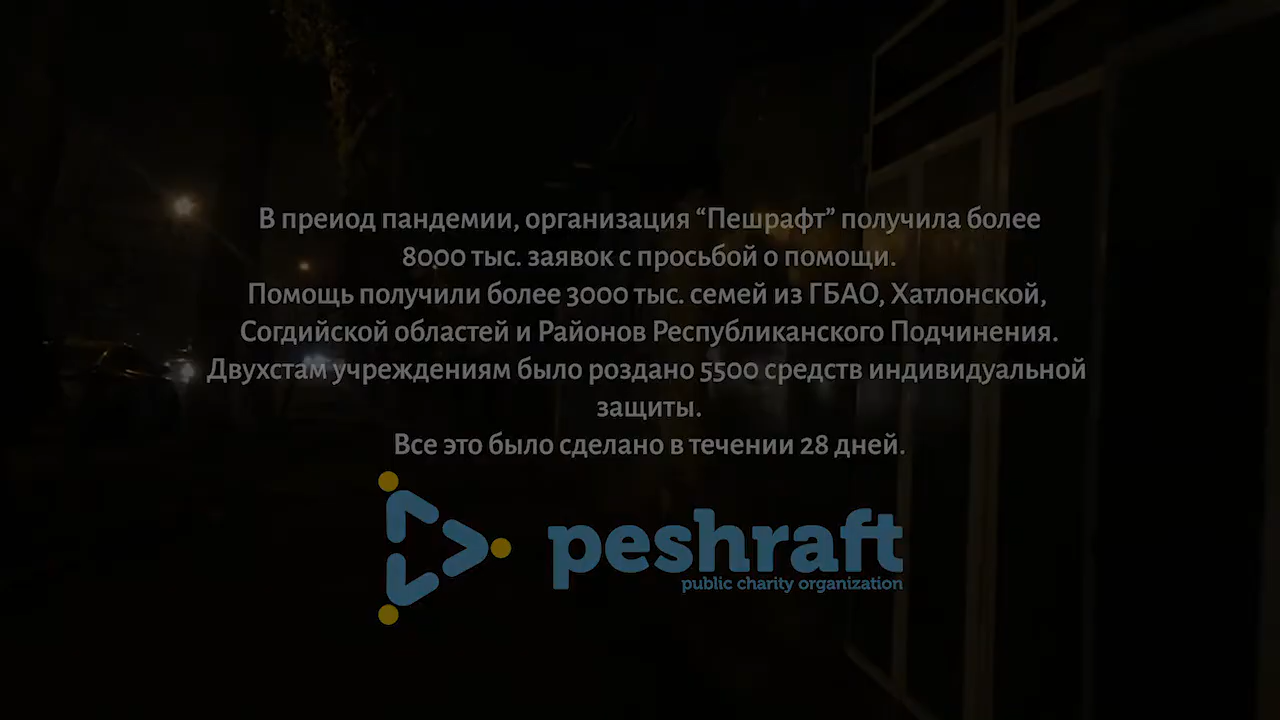 В преиод пандемии, организация “Пешрафт” получила более
8000 тыс. заявок с просьбой о помощи.
Помощь получили более 3000 тыс. семей из ГБАО, Хатлонской,
Согдийской областей и Районов Республиканского Подчинения.
Двухстам учреждениям было роздано 5500 средств индивидуальной
защиты.
Все это было сделано в течении 28 дней.
peshraft
public charity organization